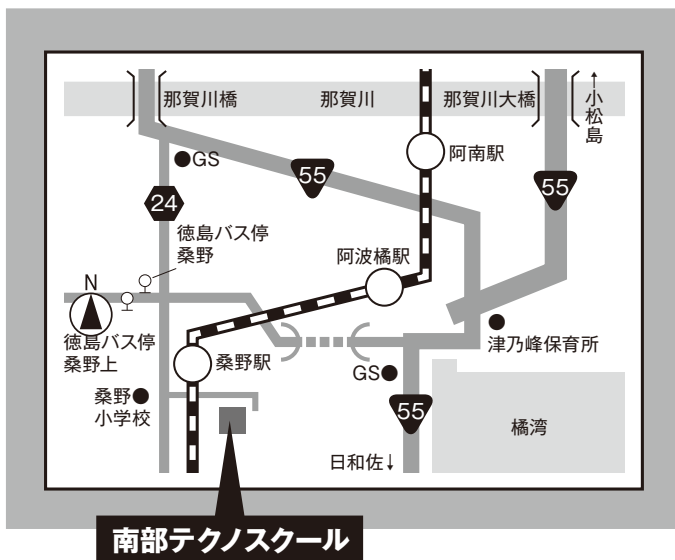 那賀川橋
那賀川
那賀川大橋
↑小松島
GS
阿南駅
55
55
24
徳島バス停
桑野
阿波橘駅
N
徳島バス停
桑野上
津乃峰保育所
桑野駅
GS
桑野
小学校
55
橘湾
日和佐↓
南部テクノスクール